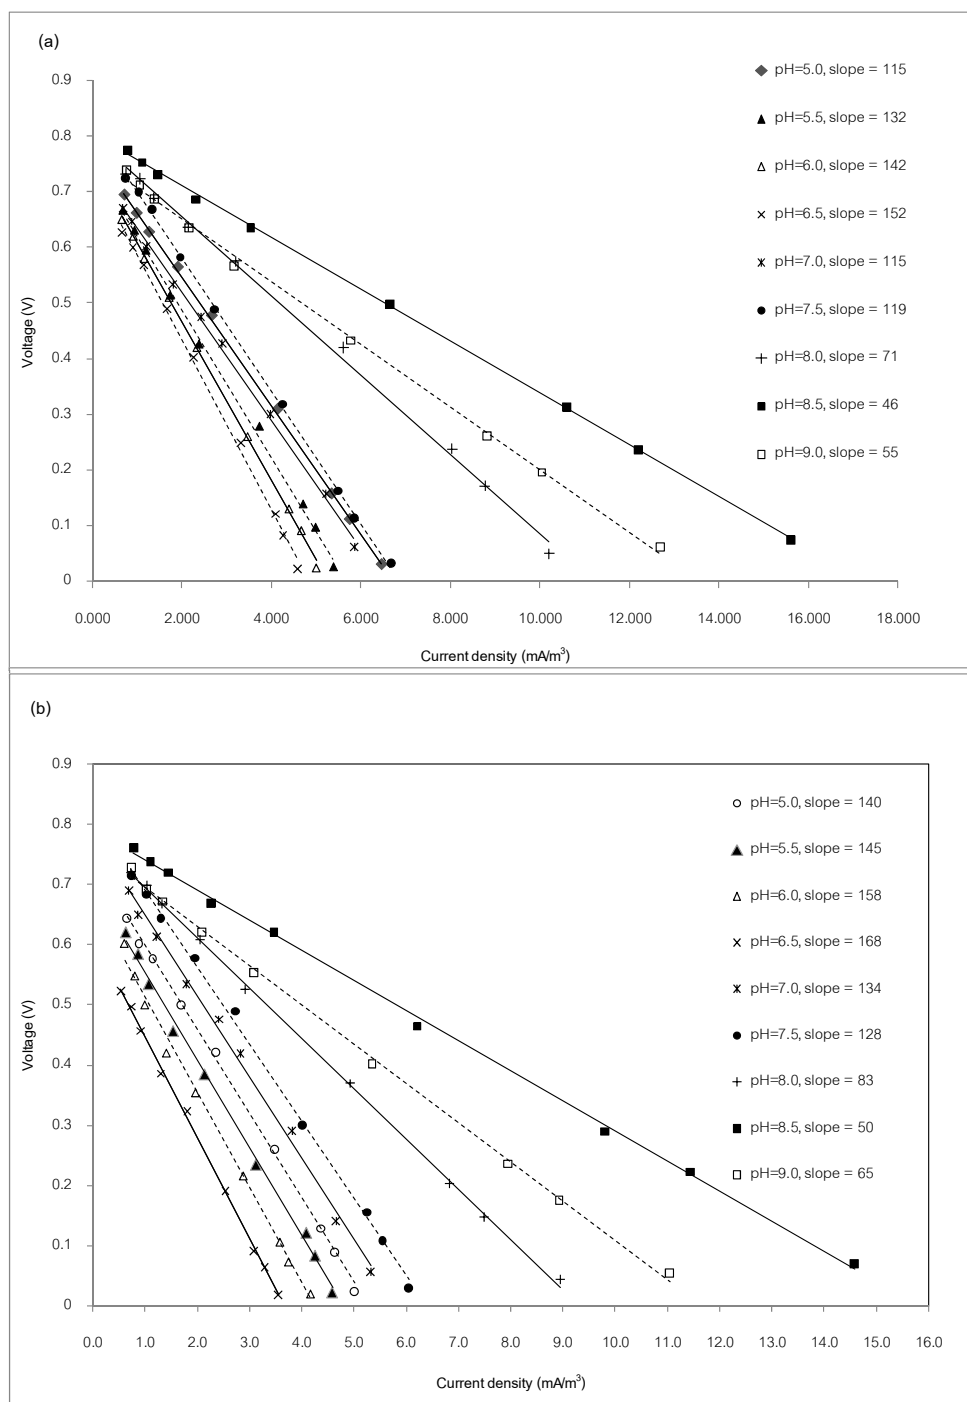 (a)
0.9
0.8
0.7
0.6
0.5
0.4
0.3
0.2
0.1
0
Voltage (V)
0.000 2.000 4.000 6.000 8.000 10.000 12.000 14.000 16.000 18.000
Current density (mA/m³)
pH=5.0, slope = 115
pH=5.5, slope = 132
pH=6.0, slope = 142
pH=6.5, slope = 152
pH=7.0, slope = 115
pH=7.5, slope = 119
pH=8.0, slope = 71
pH=8.5, slope = 46
pH=9.0, slope = 55
(b)
0.9
0.8
0.7
0.6
0.5
0.4
0.3
0.2
0.1
0
Voltage (V)
0.0 1.0 2.0 3.0 4.0 5.0 6.0 7.0 8.0 9.0 10.0 11.0 12.0 13.0 14.0 15.0 16.0
Current density (mA/m³)
pH=5.0, slope = 140
pH=5.5, slope = 145
pH=6.0, slope = 158
pH=6.5, slope = 168
pH=7.0, slope = 134
pH=7.5, slope = 128
pH=8.0, slope = 83
pH=8.5, slope = 50
pH=9.0, slope = 65